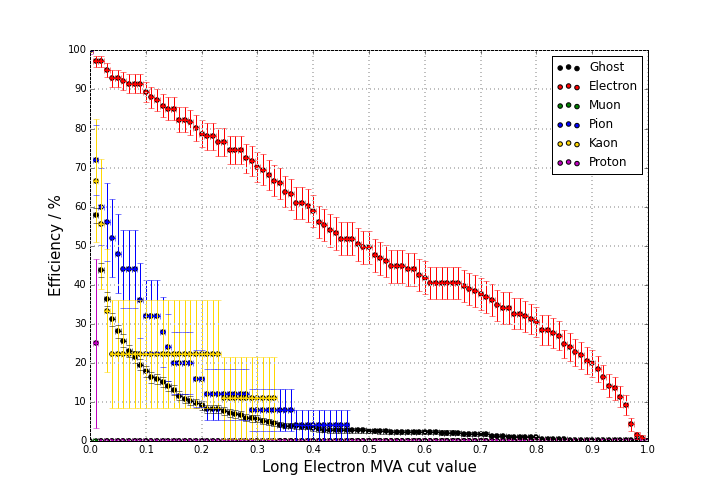 100
90
80
70
60
50
40
30
20
10
0
Efficiency / %
Ghost
Electron
Muon
Pion
Kaon
Proton
0.0 0.1 0.2 0.3 0.4 0.5 0.6 0.7 0.8 0.9 1.0
Long Electron MVA cut value